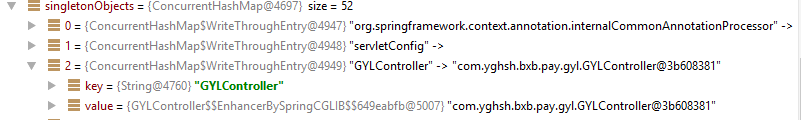 singletonObjects = {ConcurrentHashMap@4697} size = 52
0 = {ConcurrentHashMap$WriteThroughEntry@4947} "org.springframework.context.annotation.internalCommonAnnotationProcessor" ->
1 = {ConcurrentHashMap$WriteThroughEntry@4948} "servletConfig" ->
2 = {ConcurrentHashMap$WriteThroughEntry@4949} "GYLController" -> "com.yghsh.bxb.pay.gyl.GYLController@3b608381"
key = {String@4760} "GYLController"
value = {GYLController$$EnhancerBySpringCGLIB$$649eabfb@5007} "com.yghsh.bxb.pay.gyl.GYLController@3b608381"